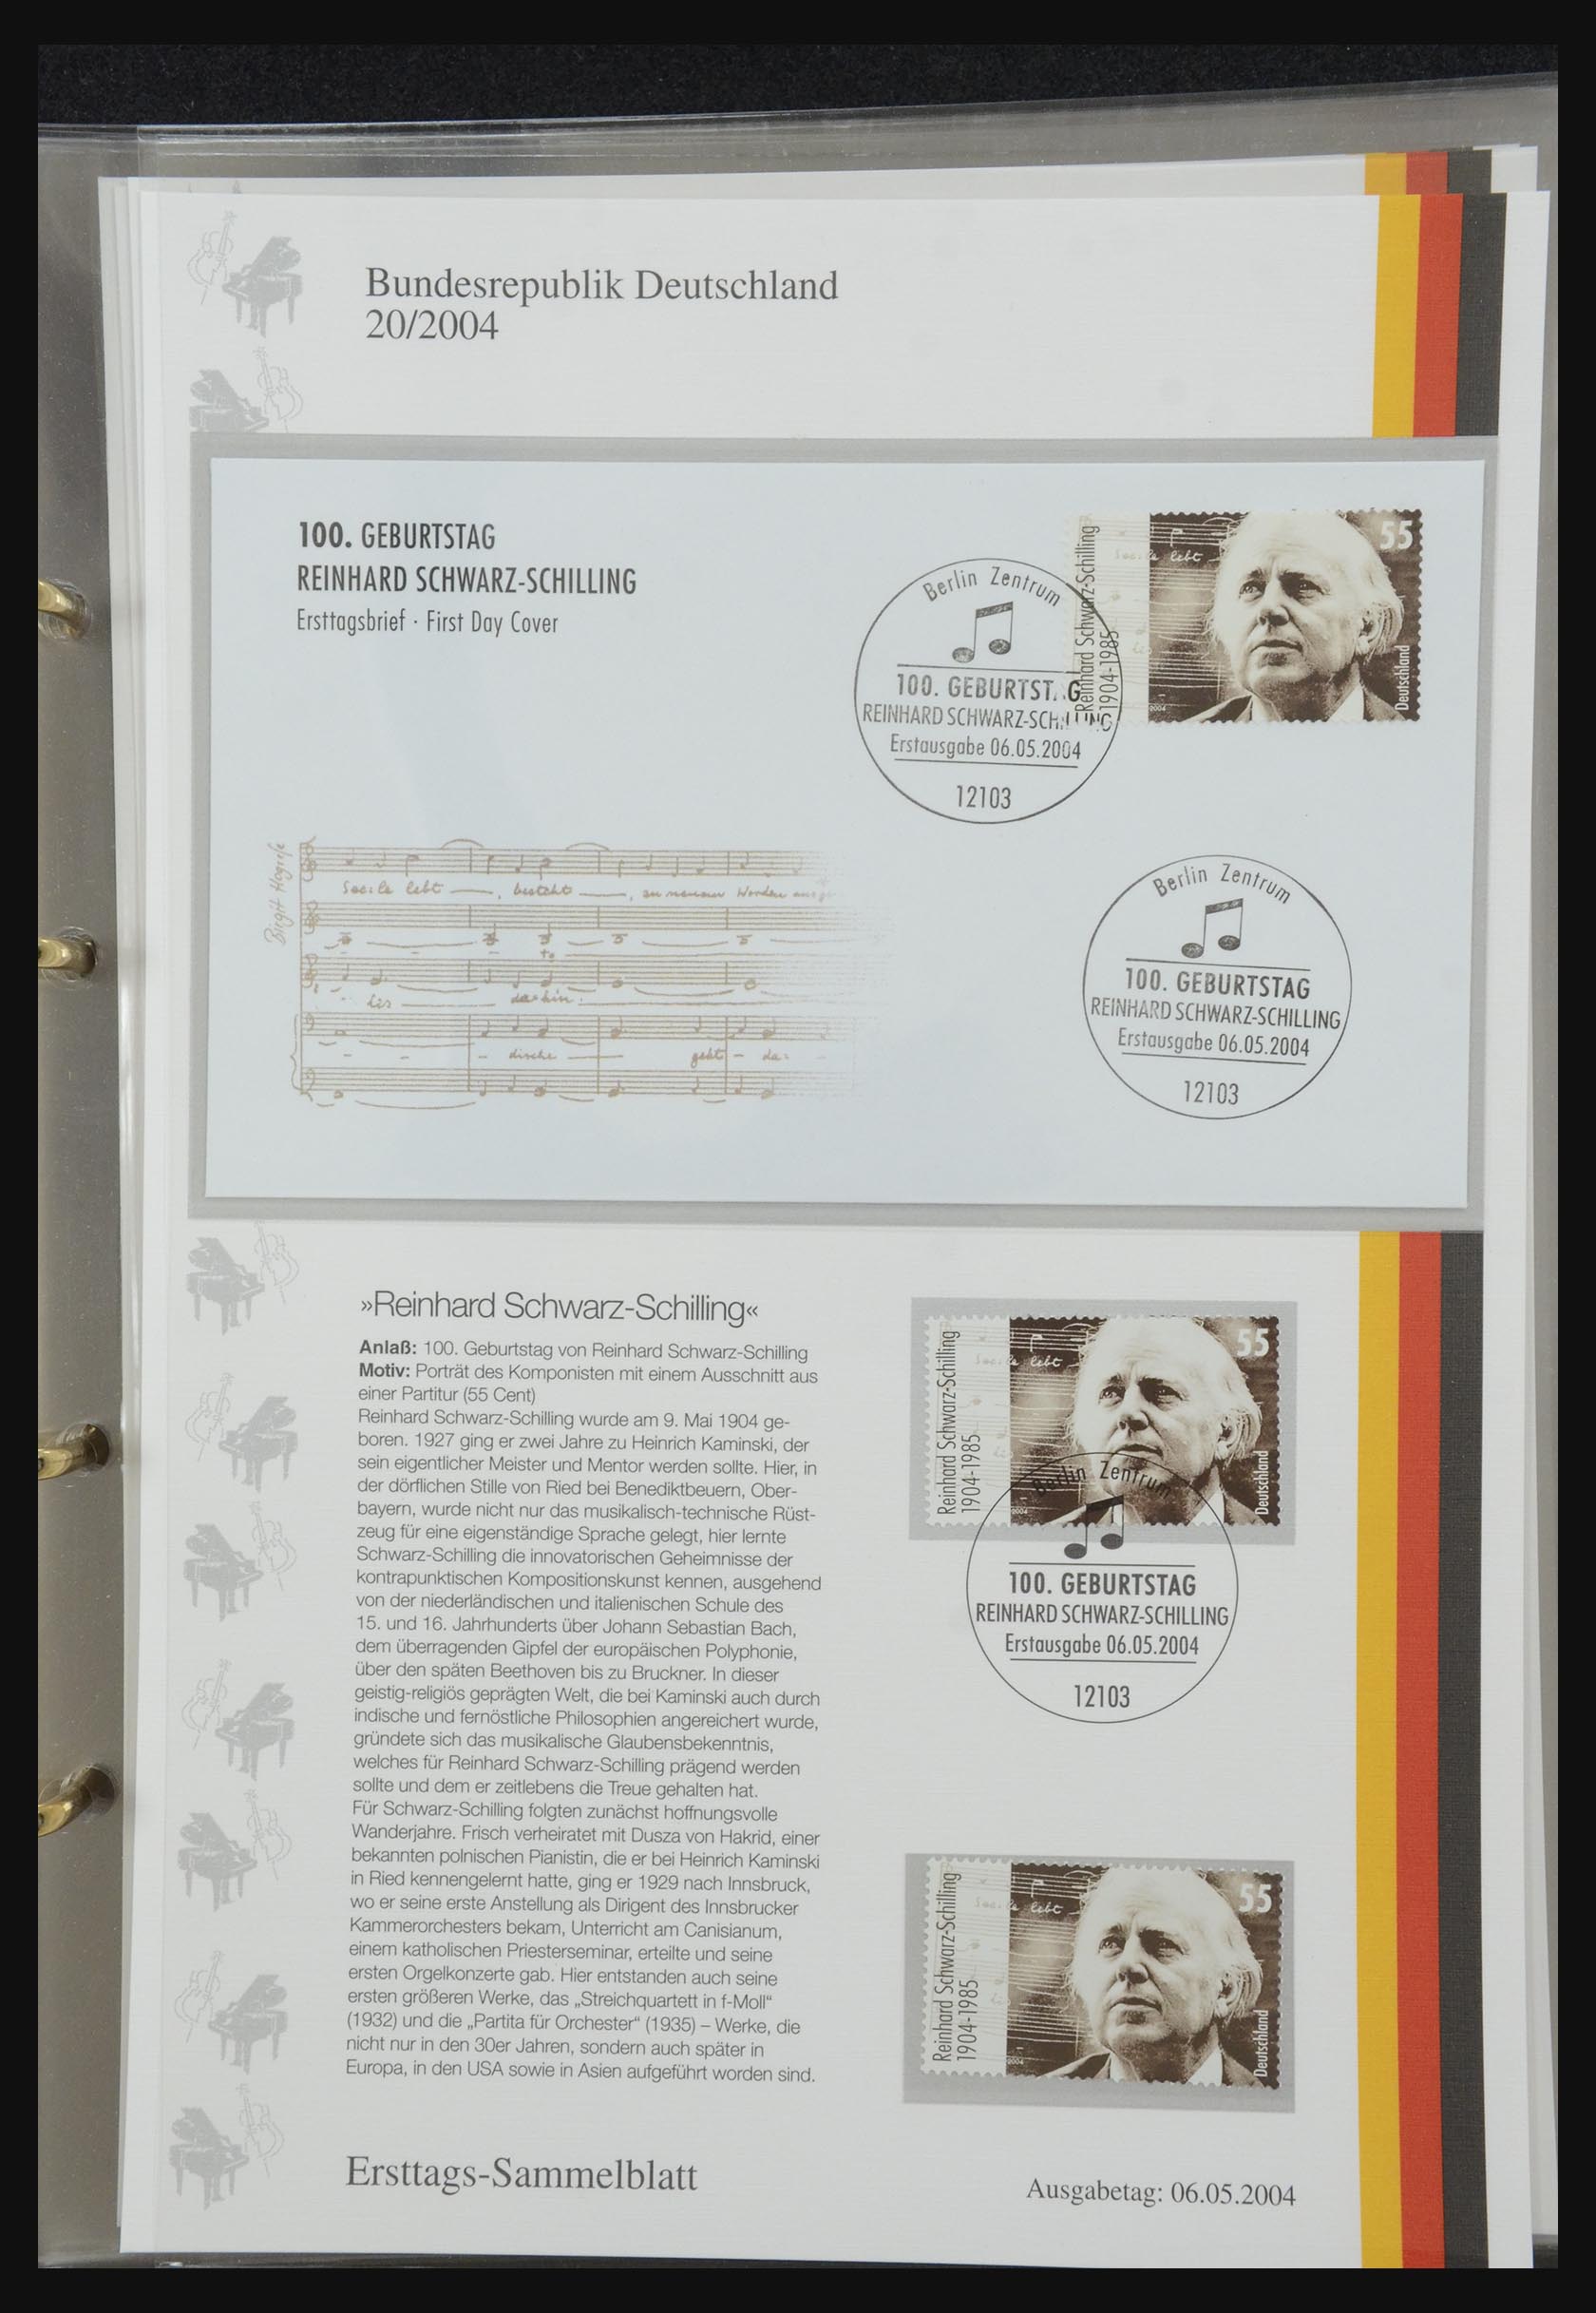 Bundesrepublik Deutschland
20/2004
100. GEBURTSTAG
REINHARD SCHWARZ-SCHILLING
Ersttagsbrief · First Day Cover
Reinhard Schwarz-Schilling
1904-1985
lebt
55
Deutschland
2004
Berlin Zentrum
100. GEBURTSTAG
REINHARD SCHWARZ-SCHILLING
Erstausgabe 06.05.2004
12103
Birgit Hogrefe
lebt besteht
dahin
dische geht da-
Berlin Zentrum
100. GEBURTSTAG
REINHARD SCHWARZ-SCHILLING
Erstausgabe 06.05.2004
12103
»Reinhard Schwarz-Schilling«
Anlaß: 100. Geburtstag von Reinhard Schwarz-Schilling
Motiv: Porträt des Komponisten mit einem Ausschnitt aus
einer Partitur (55 Cent)
Reinhard Schwarz-Schilling wurde am 9. Mai 1904 ge-
boren. 1927 ging er zwei Jahre zu Heinrich Kaminski, der
sein eigentlicher Meister und Mentor werden sollte. Hier, in
der dörflichen Stille von Ried bei Benediktbeuern, Ober-
bayern, wurde nicht nur das musikalisch-technische Rüst-
zeug für eine eigenständige Sprache gelegt, hier lernte
Schwarz-Schilling die innovatorischen Geheimnisse der
kontrapunktischen Kompositionskunst kennen, ausgehend
von der niederländischen und italienischen Schule des
15. und 16. Jahrhunderts über Johann Sebastian Bach,
dem überragenden Gipfel der europäischen Polyphonie,
über den späten Beethoven bis zu Bruckner. In dieser
geistig-religiös geprägten Welt, die bei Kaminski auch durch
indische und fernöstliche Philosophien angereichert wurde,
gründete sich das musikalische Glaubensbekenntnis,
welches für Reinhard Schwarz-Schilling prägend werden
sollte und dem er zeitlebens die Treue gehalten hat.
Für Schwarz-Schilling folgten zunächst hoffnungsvolle
Wanderjahre. Frisch verheiratet mit Dusza von Hakrid, einer
bekannten polnischen Pianistin, die er bei Heinrich Kaminski
in Ried kennengelernt hatte, ging er 1929 nach Innsbruck,
wo er seine erste Anstellung als Dirigent des Innsbrucker
Kammerorchesters bekam, Unterricht am Canisianum,
einem katholischen Priesterseminar, erteilte und seine
ersten Orgelkonzerte gab. Hier entstanden auch seine
ersten größeren Werke, das „Streichquartett in f-Moll“
(1932) und die „Partita für Orchester“ (1935) – Werke, die
nicht nur in den 30er Jahren, sondern auch später in
Europa, in den USA sowie in Asien aufgeführt worden sind.
Reinhard Schwarz-Schilling
1904-1985
lebt
55
Deutschland
2004
Berlin Zentrum
100. GEBURTSTAG
REINHARD SCHWARZ-SCHILLING
Erstausgabe 06.05.2004
12103
Reinhard Schwarz-Schilling
1904-1985
lebt
55
Deutschland
2004
Ersttags-Sammelblatt
Ausgabetag: 06.05.2004